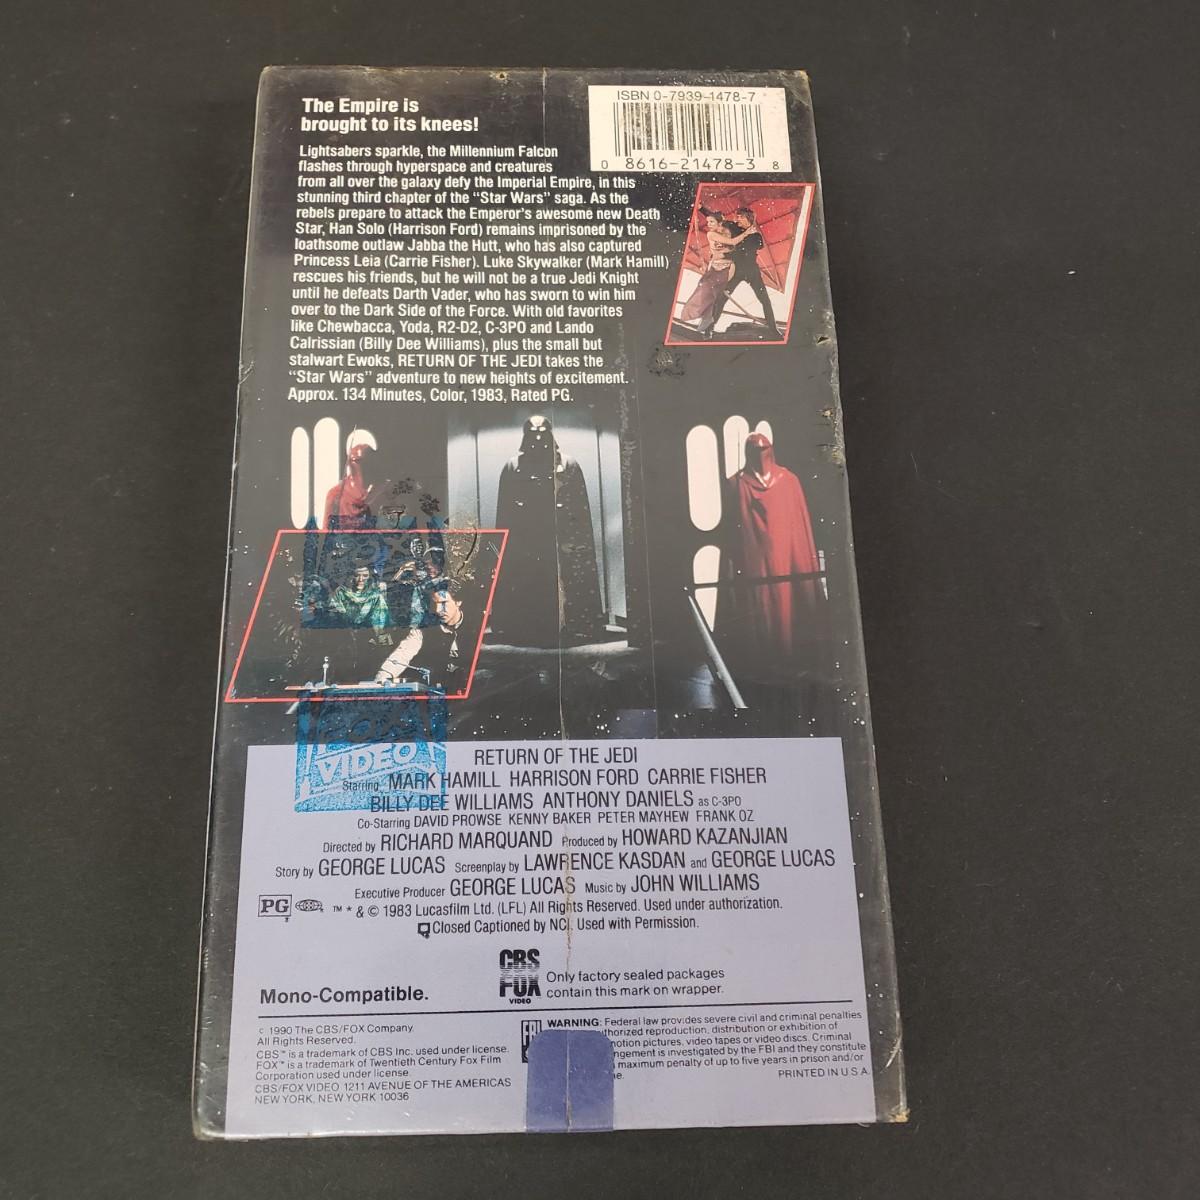 The Empire is
brought to its knees!
ISBN 0-7939-1478-7
0 8616-21478-3 8
Lightsabers sparkle, the Millennium Falcon
flashes through hyperspace and creatures
from all over the galaxy defy the Imperial Empire, in this
stunning third chapter of the "Star Wars" saga. As the
rebels prepare to attack the Emperor's awesome new Death
Star, Han Solo (Harrison Ford) remains imprisoned by the
loathsome outlaw Jabba the Hutt, who has also captured
Princess Leia (Carrie Fisher). Luke Skywalker (Mark Hamill)
rescues his friends, but he will not be a true Jedi Knight
until he defeats Darth Vader, who has sworn to win him
over to the Dark Side of the Force. With old favorites
like Chewbacca, Yoda, R2-D2, C-3PO and Lando
Calrissian (Billy Dee Williams), plus the small but
stalwart Ewoks, RETURN OF THE JEDI takes the
"Star Wars" adventure to new heights of excitement.
Approx. 134 Minutes, Color, 1983, Rated PG.
FOX
VIDEO
RETURN OF THE JEDI
Starring MARK HAMILL HARRISON FORD CARRIE FISHER
BILLY DEE WILLIAMS ANTHONY DANIELS as C-3PO
Co-Starring DAVID PROWSE KENNY BAKER PETER MAYHEW FRANK OZ
Directed by RICHARD MARQUAND Produced by HOWARD KAZANJIAN
Story by GEORGE LUCAS Screenplay by LAWRENCE KASDAN and GEORGE LUCAS
Executive Producer GEORGE LUCAS Music by JOHN WILLIAMS
PG ™ * & © 1983 Lucasfilm Ltd. (LFL) All Rights Reserved. Used under authorization.
Closed Captioned by NCI. Used with Permission.
CBS
FOX
VIDEO
Only factory sealed packages
contain this mark on wrapper.
Mono-Compatible.
© 1990 The CBS/FOX Company.
All Rights Reserved.
CBS™ is a trademark of CBS Inc. used under license.
FOX™ is a trademark of Twentieth Century Fox Film
Corporation used under license.
CBS/FOX VIDEO 1211 AVENUE OF THE AMERICAS
NEW YORK, NEW YORK 10036
FBI
WARNING: Federal law provides severe civil and criminal penalties
reproduction, distribution or exhibition of
pictures, video tapes or video discs. Criminal
is investigated by the FBI and they constitute
maximum penalty of up to five years in prison and/or
PRINTED IN U.S.A.